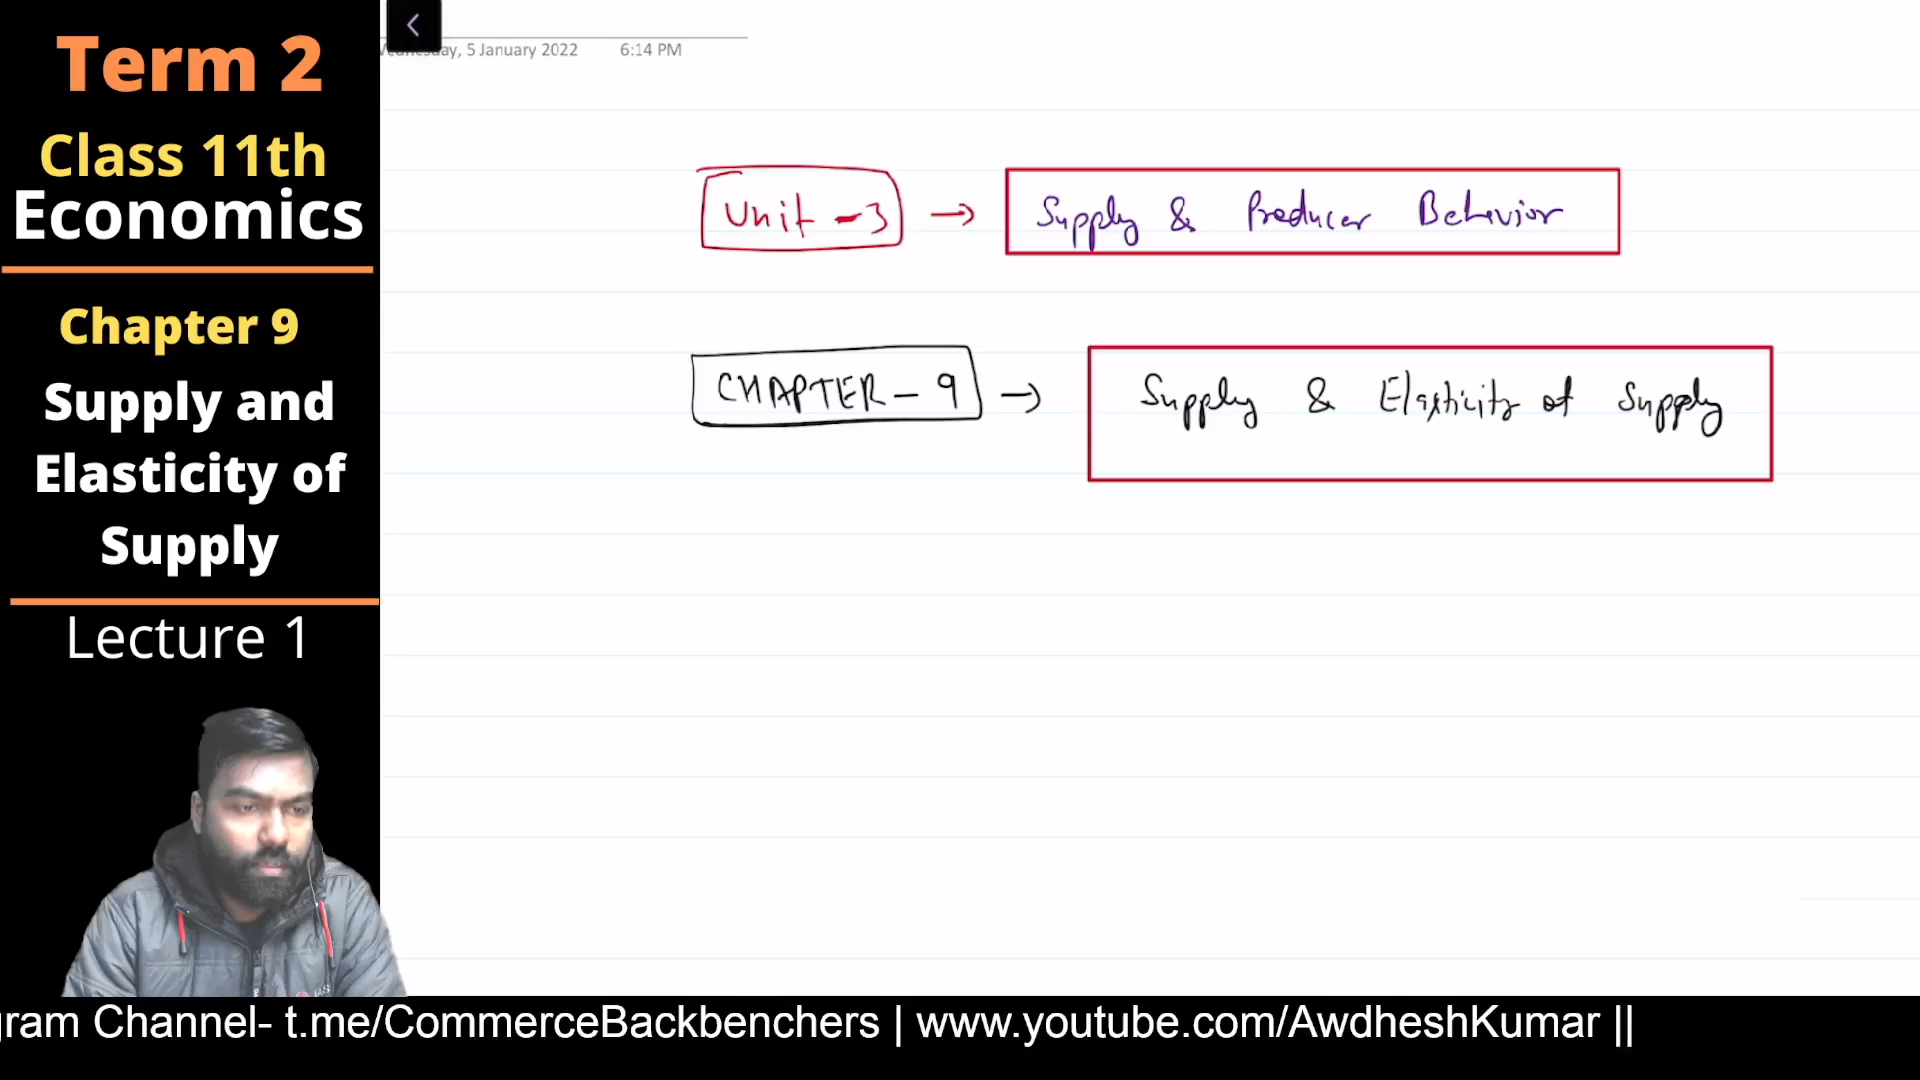 Term 2
Class 11th
Economics
Chapter 9
Supply and
Elasticity of
Supply
Lecture 1
5 January 2022 6:14 PM
Unit - 3 → Supply & Producer Behavior
CHAPTER - 9 → Supply & Elasticity of Supply
gram Channel- t.me/CommerceBackbenchers | www.youtube.com/AwdheshKumar ||